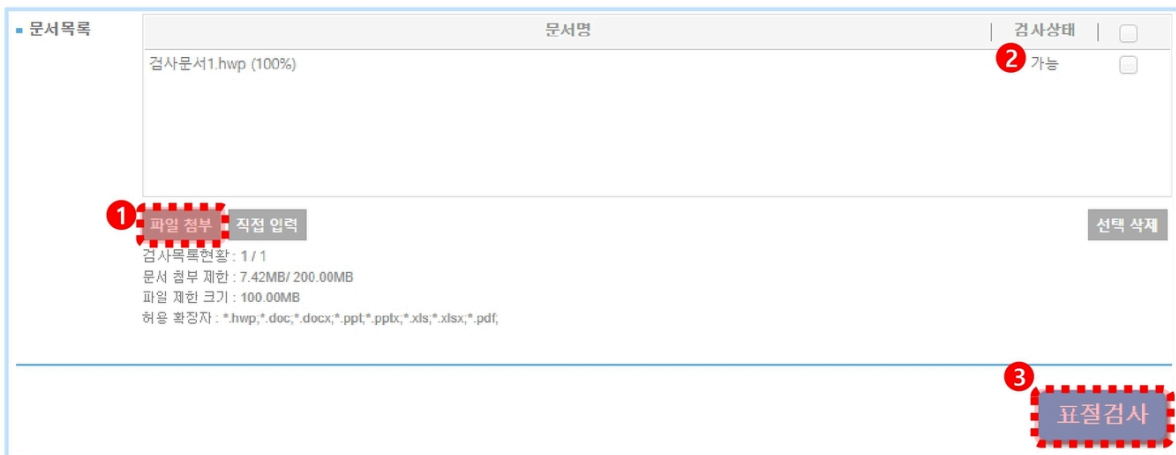 문서목록
문서명 | 검사상태 |
검사문서1.hwp (100%) 2 가능
1 파일 첨부 직접 입력 선택 삭제
검사목록현황 : 1 / 1
문서 첨부 제한 : 7.42MB/ 200.00MB
파일 제한 크기 : 100.00MB
허용 확장자 : *.hwp;*.doc;*.docx;*.ppt;*.pptx;*.xls;*.xlsx;*.pdf;
3
표절검사